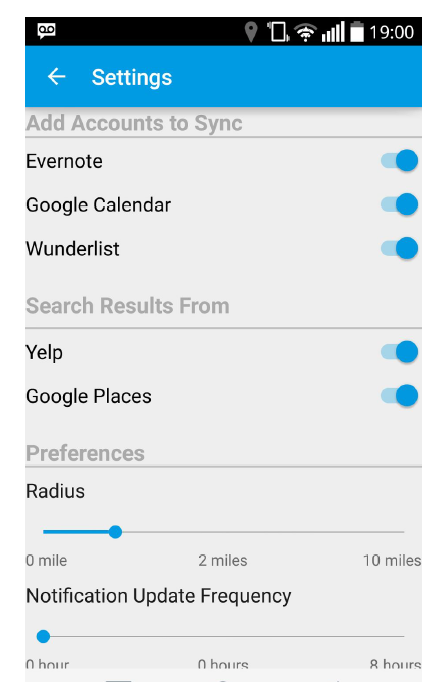 19:00
Settings
Add Accounts to Sync
Evernote
Google Calendar
Wunderlist
Search Results From
Yelp
Google Places
Preferences
Radius
0 mile 2 miles 10 miles
Notification Update Frequency
0 hour 0 hours 8 hours